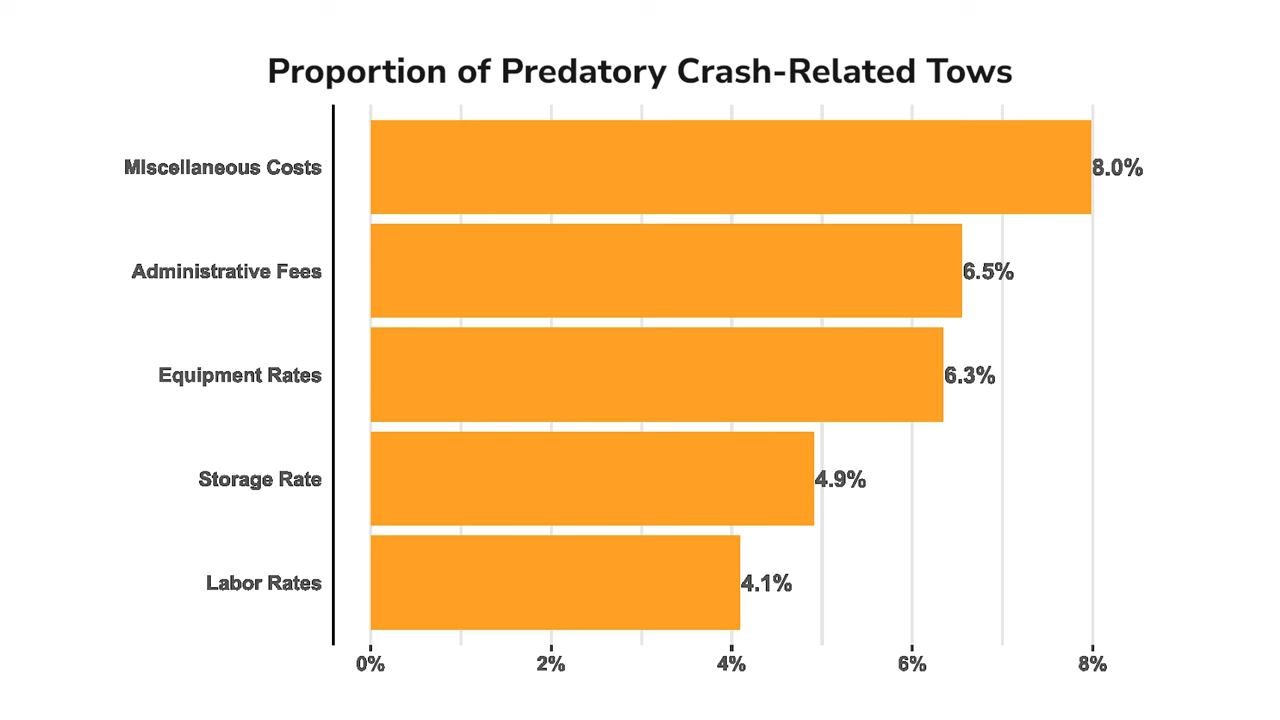 Proportion of Predatory Crash-Related Tows
MIscellaneous Costs
8.0%
Administrative Fees
6.5%
Equipment Rates
6.3%
Storage Rate
4.9%
Labor Rates
4.1%
0% 2% 4% 6% 8%